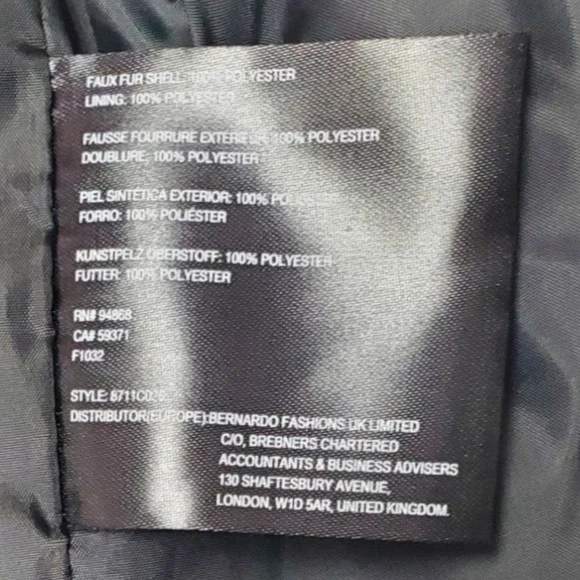 FAUX FUR SHELL: 100% POLYESTER
LINING: 100% POLYESTER
FAUSSE FOURRURE EXTERIEUR: 100% POLYESTER
DOUBLURE: 100% POLYESTER
PIEL SINTÉTICA EXTERIOR: 100%
FORRO: 100% POLIÉSTER
KUNSTPELZ OBERSTOFF: 100% POLYESTER
FUTTER: 100% POLYESTER
RN# 94868
CA# 59371
F1032
STYLE:
DISTRIBUTOR(EUROPE):BERNARDO FASHIONS UK LIMITED
C/O, BREBNERS CHARTERED
ACCOUNTANTS & BUSINESS ADVISERS
130 SHAFTESBURY AVENUE,
LONDON, W1D 5AR, UNITED KINGDOM.